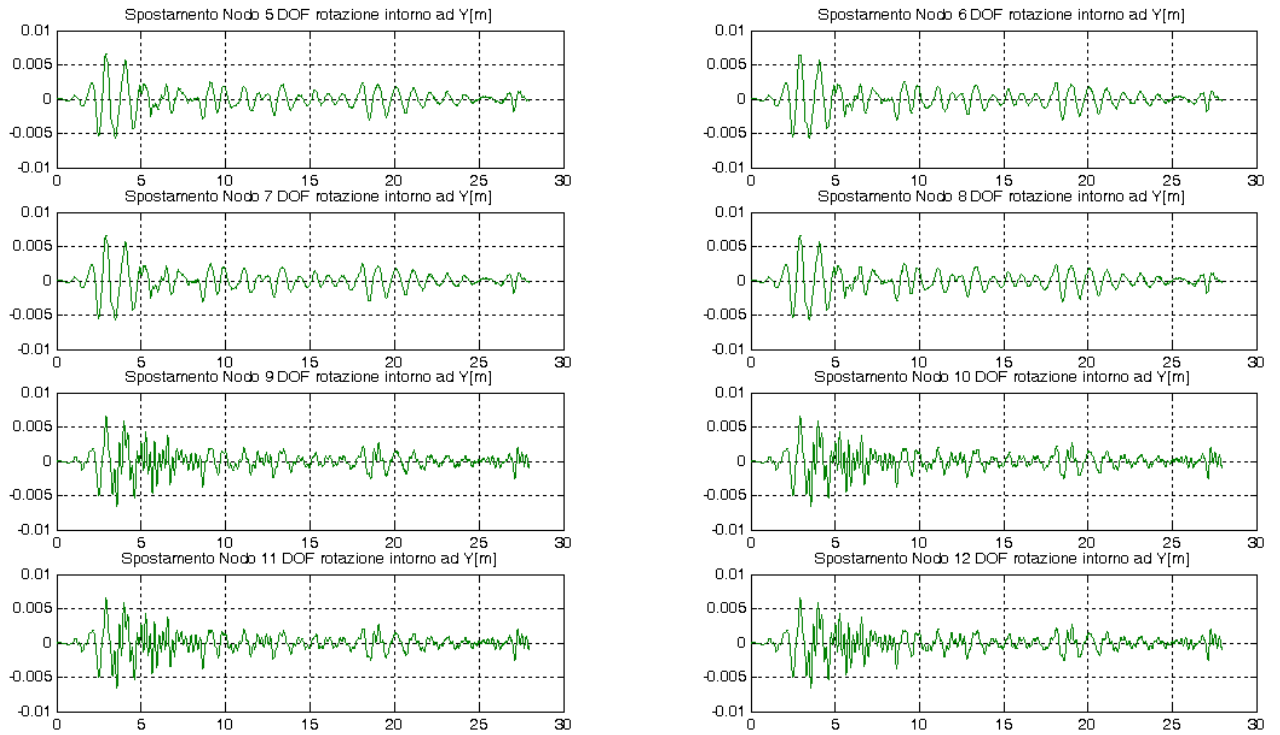 Spostamento Nodo 5 DOF rotazione intorno ad Y[m]
0.01
0.005
0
-0.005
-0.01
0 5 10 15 20 25 30
Spostamento Nodo 6 DOF rotazione intorno ad Y[m]
0.01
0.005
0
-0.005
-0.01
0 5 10 15 20 25 30
Spostamento Nodo 7 DOF rotazione intorno ad Y[m]
0.01
0.005
0
-0.005
-0.01
0 5 10 15 20 25 30
Spostamento Nodo 8 DOF rotazione intorno ad Y[m]
0.01
0.005
0
-0.005
-0.01
0 5 10 15 20 25 30
Spostamento Nodo 9 DOF rotazione intorno ad Y[m]
0.01
0.005
0
-0.005
-0.01
0 5 10 15 20 25 30
Spostamento Nodo 10 DOF rotazione intorno ad Y[m]
0.01
0.005
0
-0.005
-0.01
0 5 10 15 20 25 30
Spostamento Nodo 11 DOF rotazione intorno ad Y[m]
0.01
0.005
0
-0.005
-0.01
0 5 10 15 20 25 30
Spostamento Nodo 12 DOF rotazione intorno ad Y[m]
0.01
0.005
0
-0.005
-0.01
0 5 10 15 20 25 30